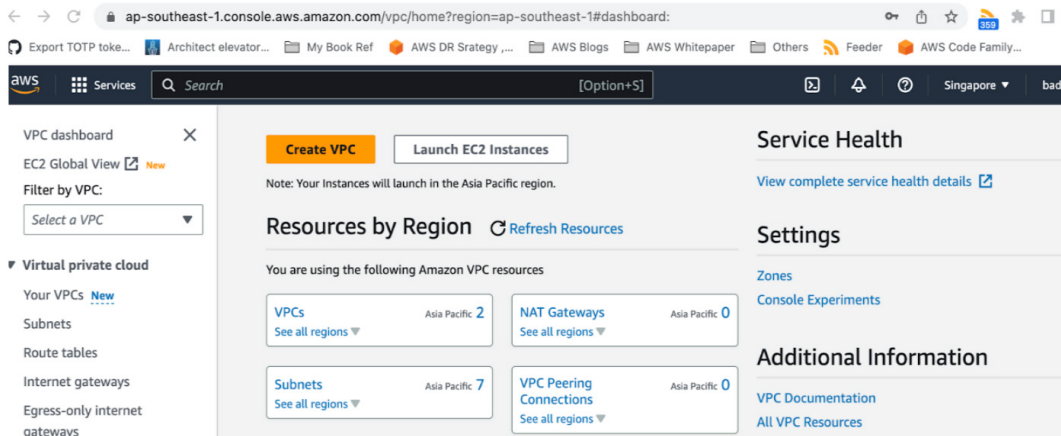 ap-southeast-1.console.aws.amazon.com/vpc/home?region=ap-southeast-1#dashboard:
359
Export TOTP toke... Architect elevator... My Book Ref AWS DR Srategy ,... AWS Blogs AWS Whitepaper Others Feeder AWS Code Family...
aws Services Search [Option+S] Singapore ▼ bad
VPC dashboard
EC2 Global View New
Filter by VPC:
Select a VPC
Virtual private cloud
Your VPCs New
Subnets
Route tables
Internet gateways
Egress-only internet
gateways
Create VPC Launch EC2 Instances
Note: Your Instances will launch in the Asia Pacific region.
Resources by Region Refresh Resources
You are using the following Amazon VPC resources
VPCs Asia Pacific 2
See all regions ▼
NAT Gateways Asia Pacific 0
See all regions ▼
Subnets Asia Pacific 7
See all regions ▼
VPC Peering Asia Pacific 0
Connections
See all regions ▼
Service Health
View complete service health details
Settings
Zones
Console Experiments
Additional Information
VPC Documentation
All VPC Resources